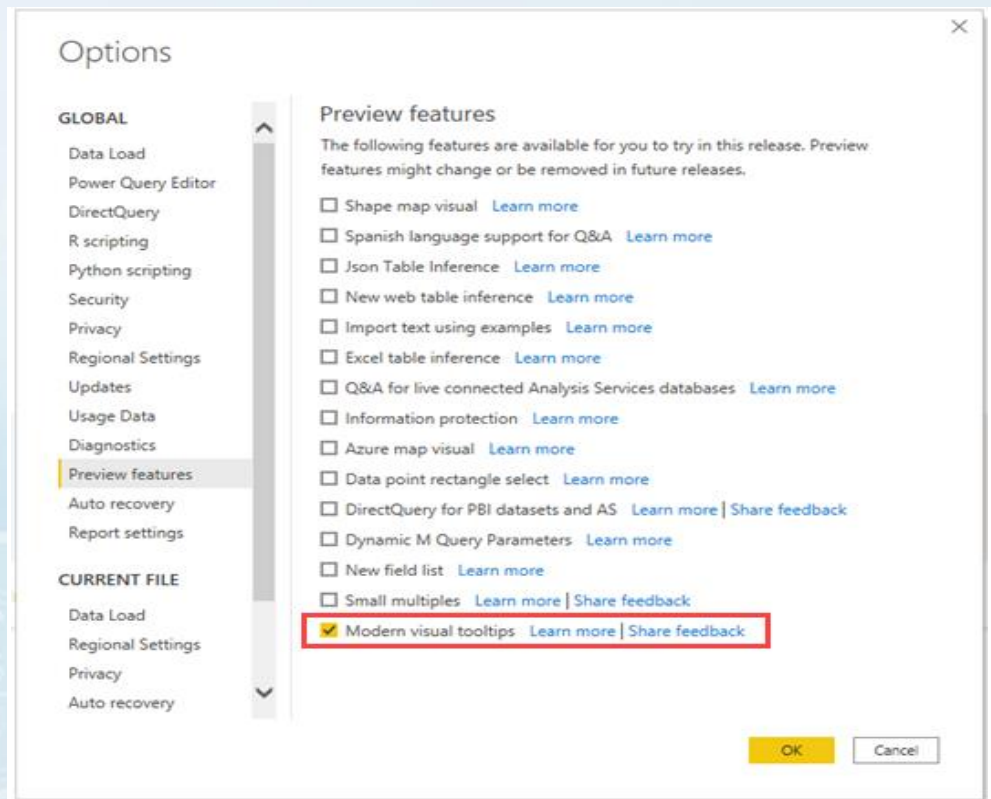 Options
GLOBAL
Data Load
Power Query Editor
DirectQuery
R scripting
Python scripting
Security
Privacy
Regional Settings
Updates
Usage Data
Diagnostics
Preview features
Auto recovery
Report settings
CURRENT FILE
Data Load
Regional Settings
Privacy
Auto recovery
Preview features
The following features are available for you to try in this release. Preview
features might change or be removed in future releases.
Shape map visual Learn more
Spanish language support for Q&A Learn more
Json Table Inference Learn more
New web table inference Learn more
Import text using examples Learn more
Excel table inference Learn more
Q&A for live connected Analysis Services databases Learn more
Information protection Learn more
Azure map visual Learn more
Data point rectangle select Learn more
DirectQuery for PBI datasets and AS Learn more | Share feedback
Dynamic M Query Parameters Learn more
New field list Learn more
Small multiples Learn more | Share feedback
Modern visual tooltips Learn more | Share feedback
OK Cancel